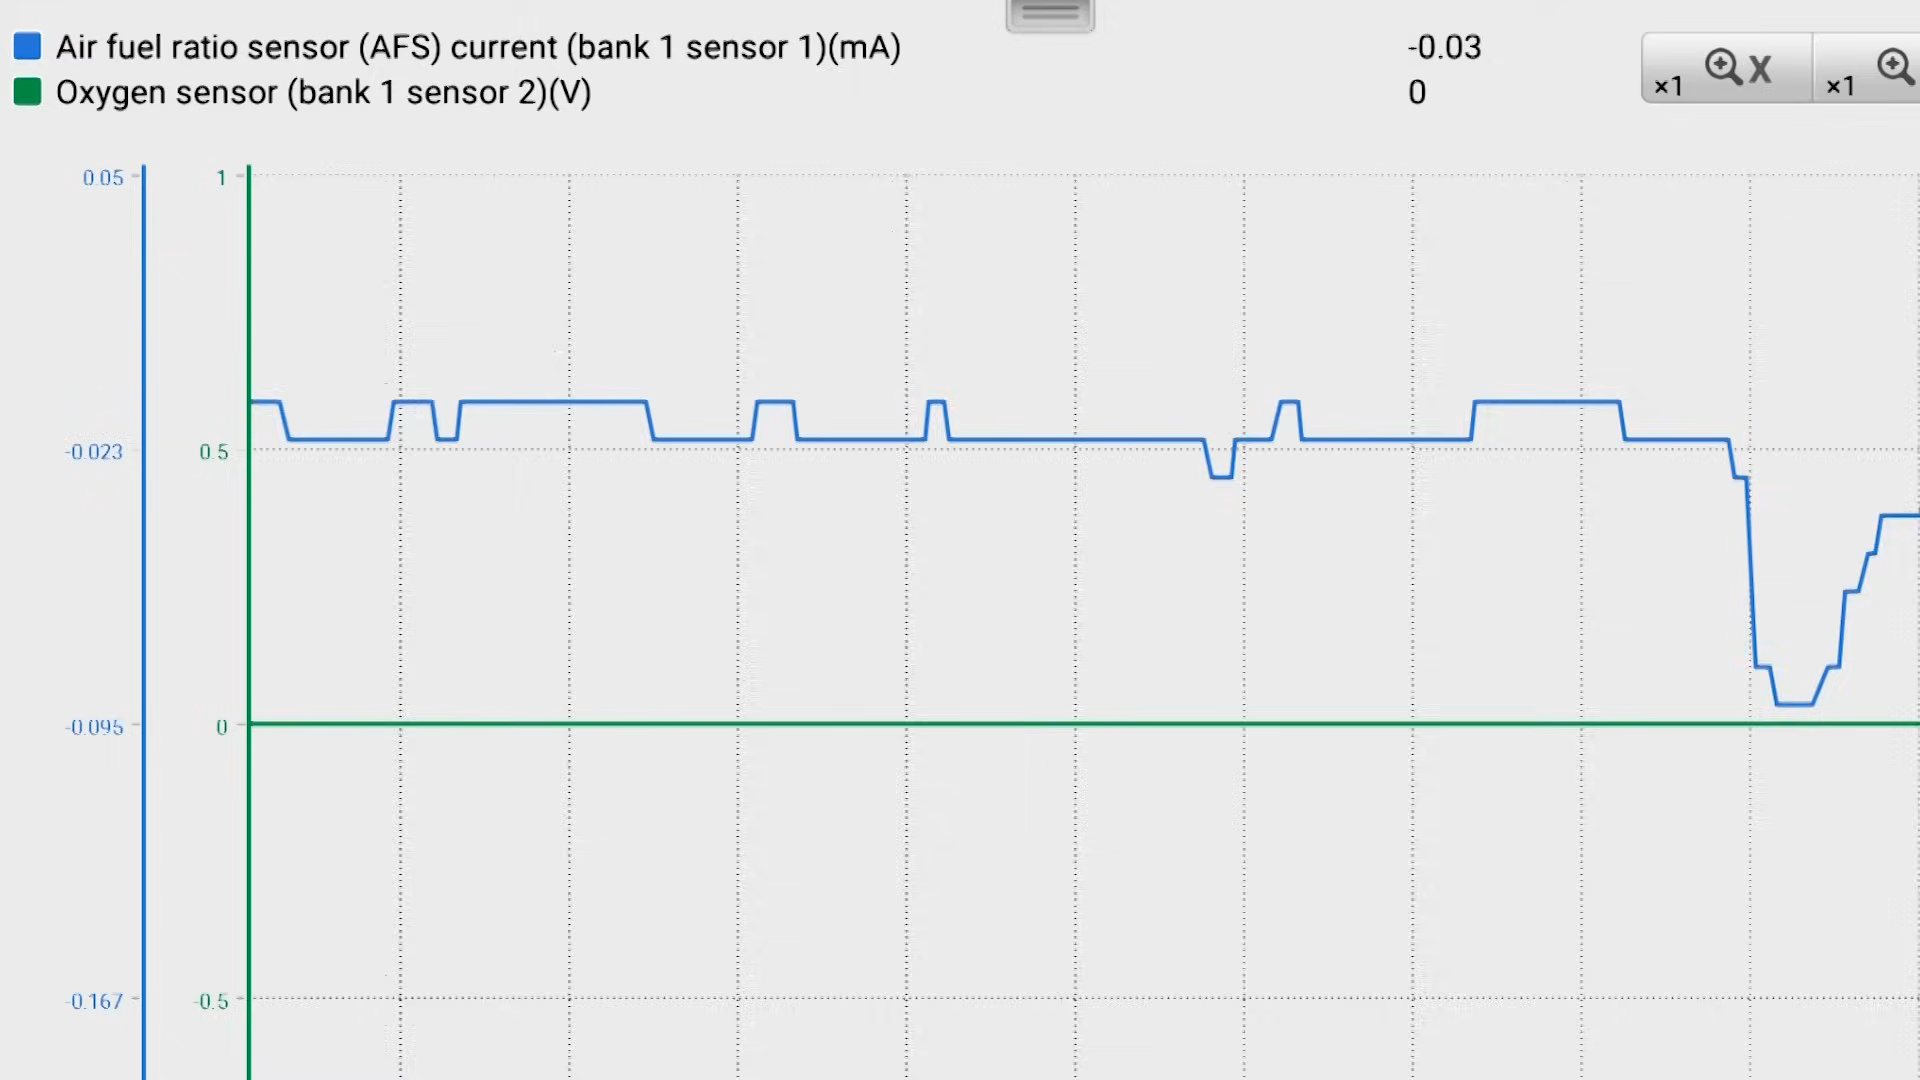 Air fuel ratio sensor (AFS) current (bank 1 sensor 1)(mA) -0.03
Oxygen sensor (bank 1 sensor 2)(V) 0
×1 X ×1
0.05 1
-0.023 0.5
-0.095 0
-0.167 -0.5